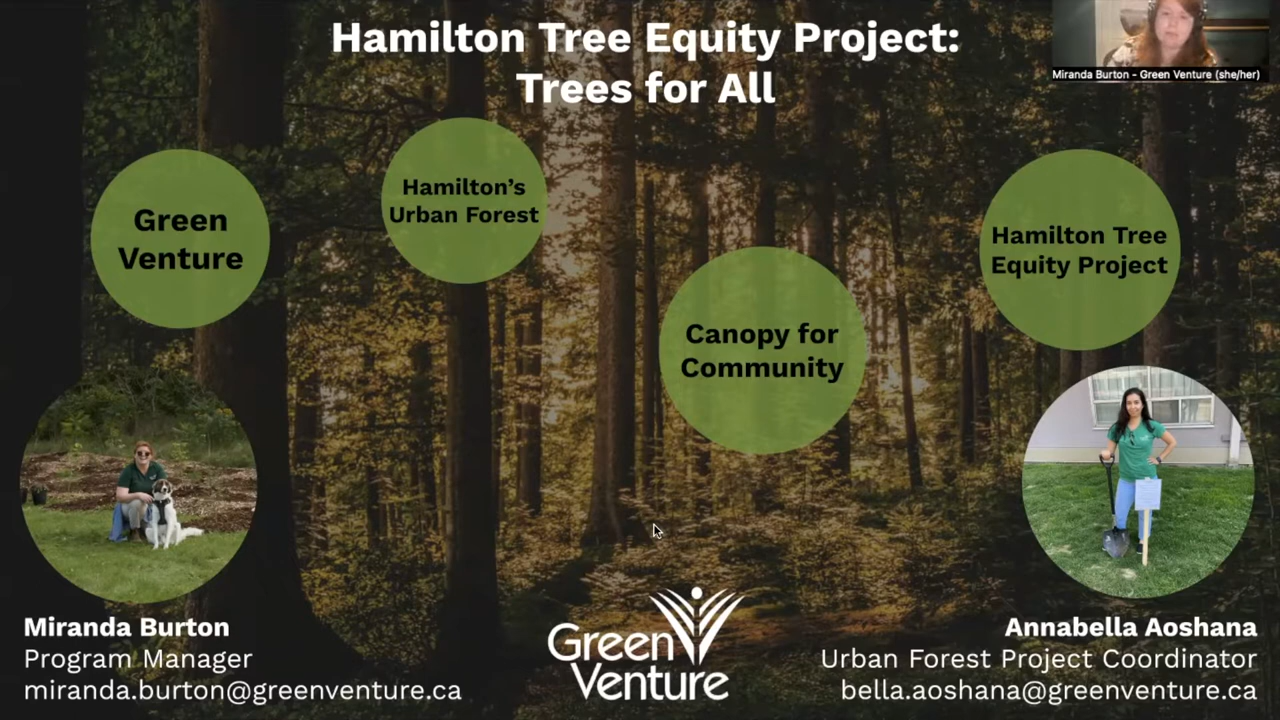 Hamilton Tree Equity Project:
Trees for All
Miranda Burton - Green Venture (she/her)
Green
Venture
Hamilton's
Urban Forest
Canopy for
Community
Hamilton Tree
Equity Project
Miranda Burton
Program Manager
miranda.burton@greenventure.ca
Green
Venture
Annabella Aoshana
Urban Forest Project Coordinator
bella.aoshana@greenventure.ca